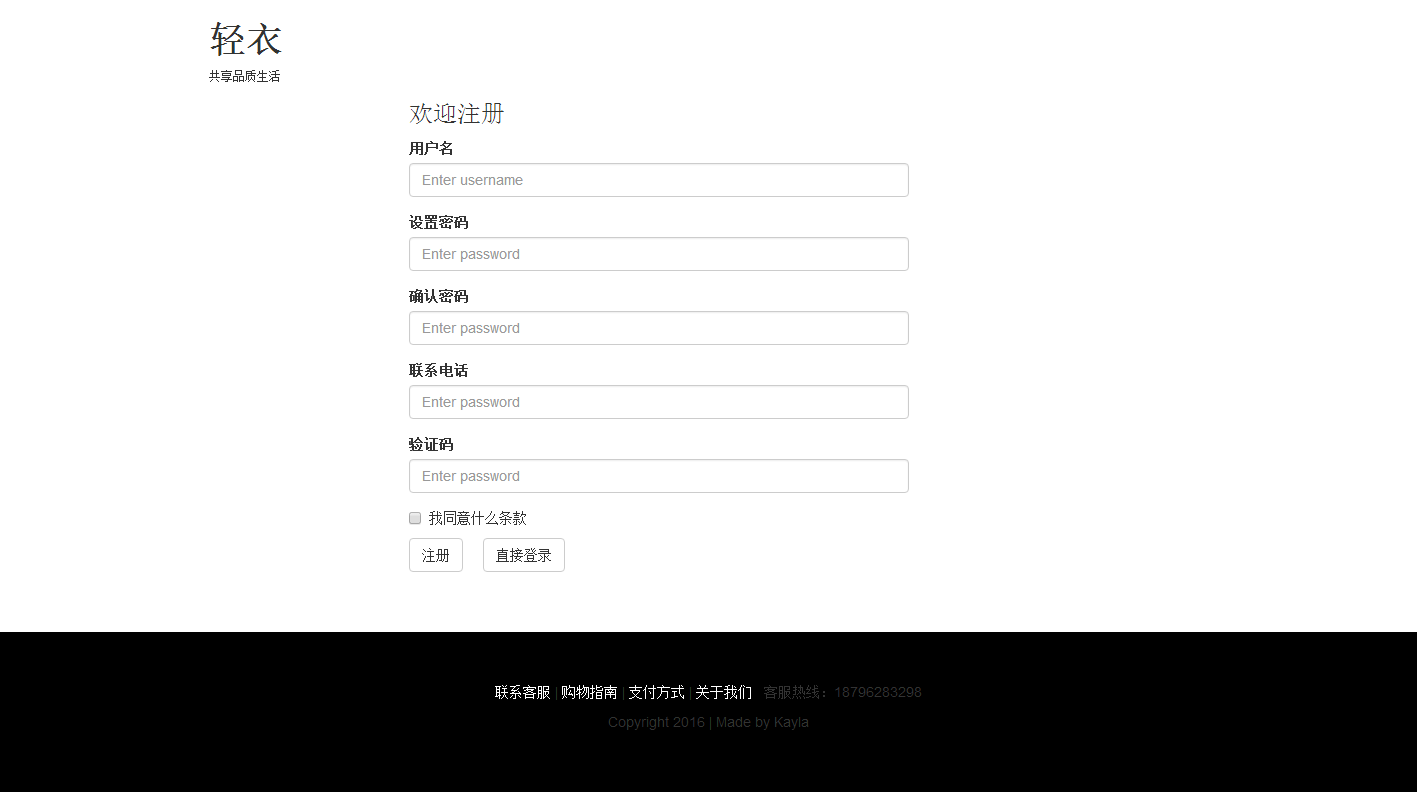 轻衣
共享品质生活
欢迎注册
用户名
Enter username
设置密码
Enter password
确认密码
Enter password
联系电话
Enter password
验证码
Enter password
我同意什么条款
注册 直接登录
联系客服 | 购物指南 | 支付方式 | 关于我们 客服热线：18796283298
Copyright 2016 | Made by Kayla